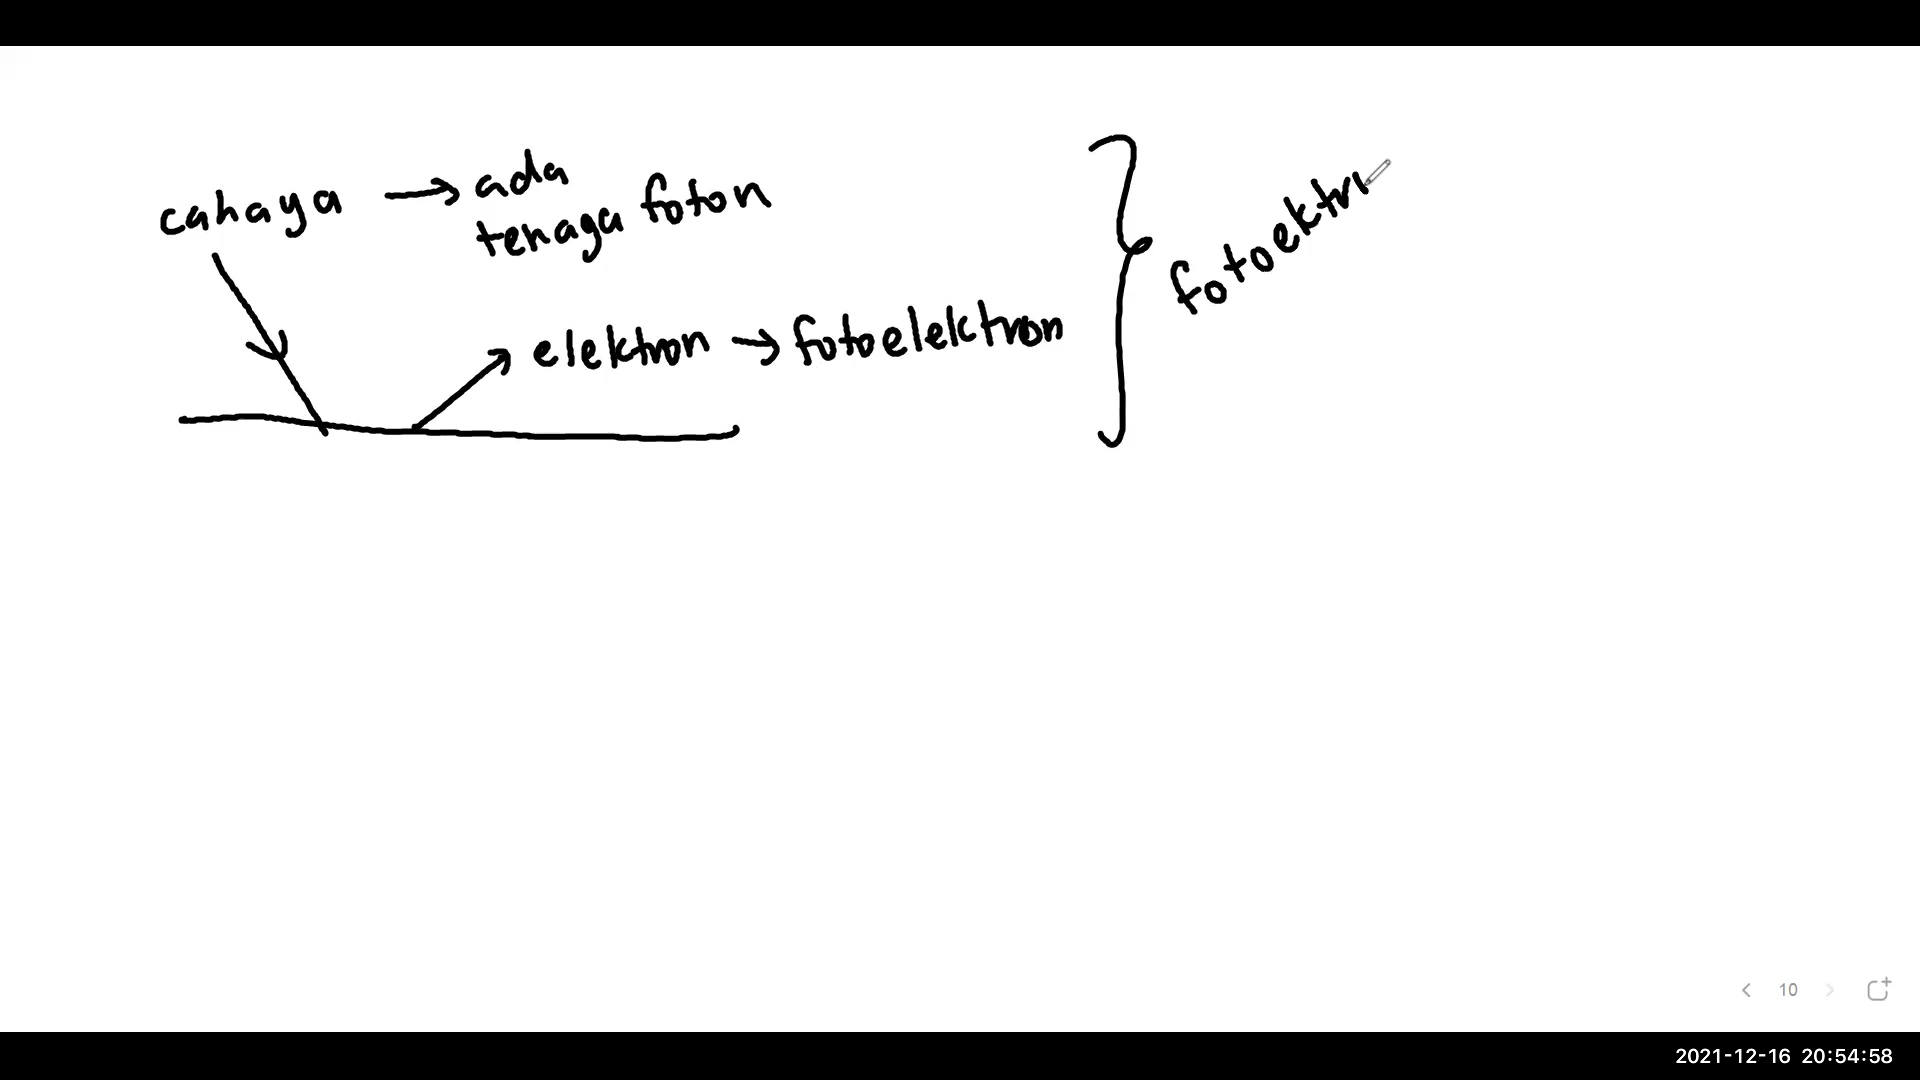 cahaya → ada
tenaga foton
elektron → fotoelektron
fotoektri
10
2021-12-16 20:54:58